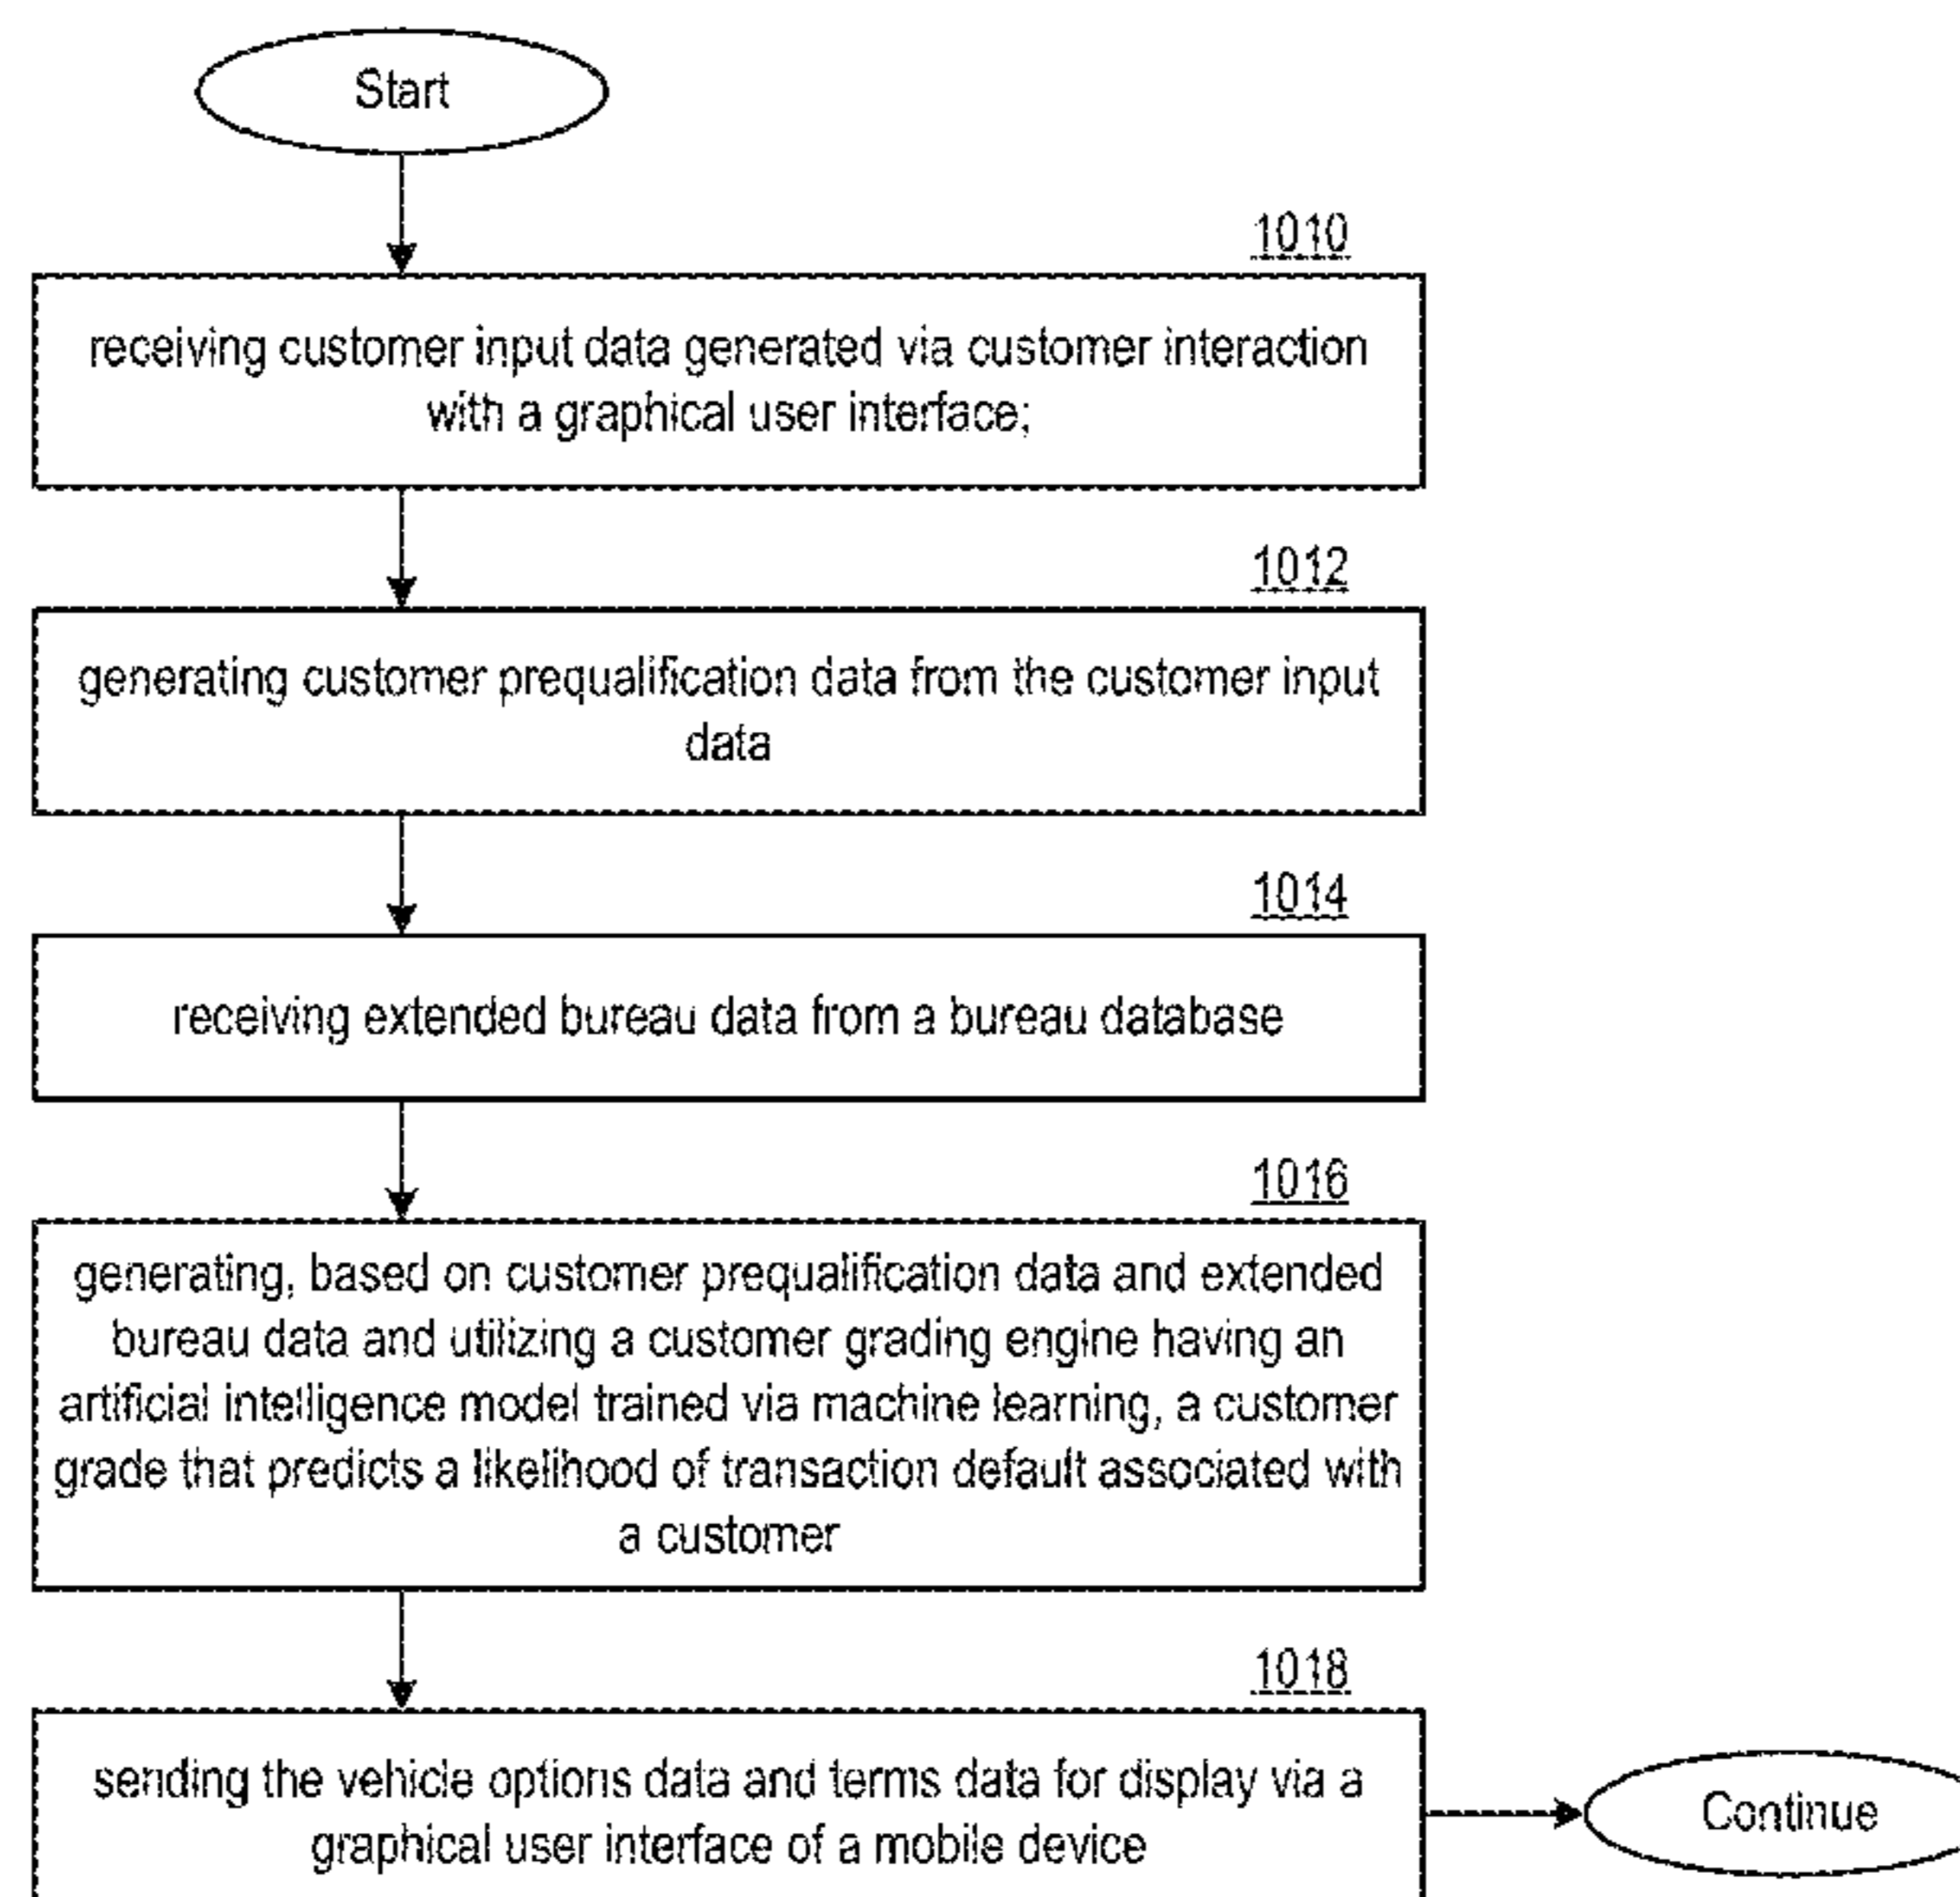 Start
1010
receiving customer input data generated via customer interaction
with a graphical user interface;
1012
generating customer prequalification data from the customer input
data
1014
receiving extended bureau data from a bureau database
1016
generating, based on customer prequalification data and extended
bureau data and utilizing a customer grading engine having an
artificial intelligence model trained via machine learning, a customer
grade that predicts a likelihood of transaction default associated with
a customer
1018
sending the vehicle options data and terms data for display via a
graphical user interface of a mobile device
Continue